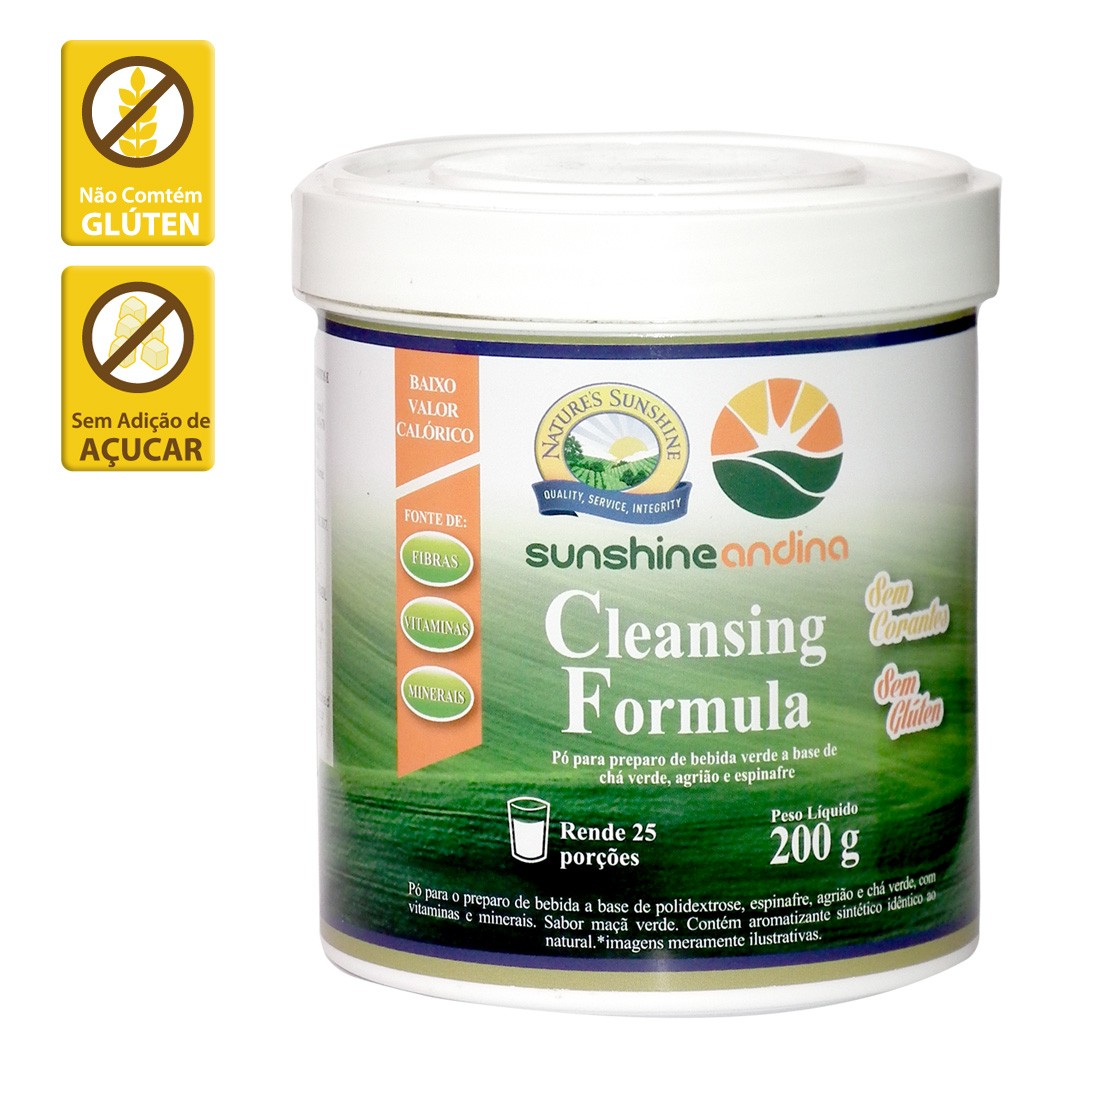 Não Comtém
GLÚTEN
Sem Adição de
AÇUCAR
BAIXO
VALOR
CALÓRICO
FONTE DE:
FIBRAS
VITAMINAS
MINERAIS
NATURE'S SUNSHINE
QUALITY, SERVICE, INTEGRITY
sunshineandina
Cleansing
Formula
Pó para preparo de bebida verde a base de
chá verde, agrião e espinafre
Sem
Corantes
Sem
Glúten
Rende 25
porções
Peso Líquido
200 g
Pó para o preparo de bebida a base de polidextrose, espinafre, agrião e chá verde, com
vitaminas e minerais. Sabor maçã verde. Contém aromatizante sintético idêntico ao
natural.*imagens meramente ilustrativas.